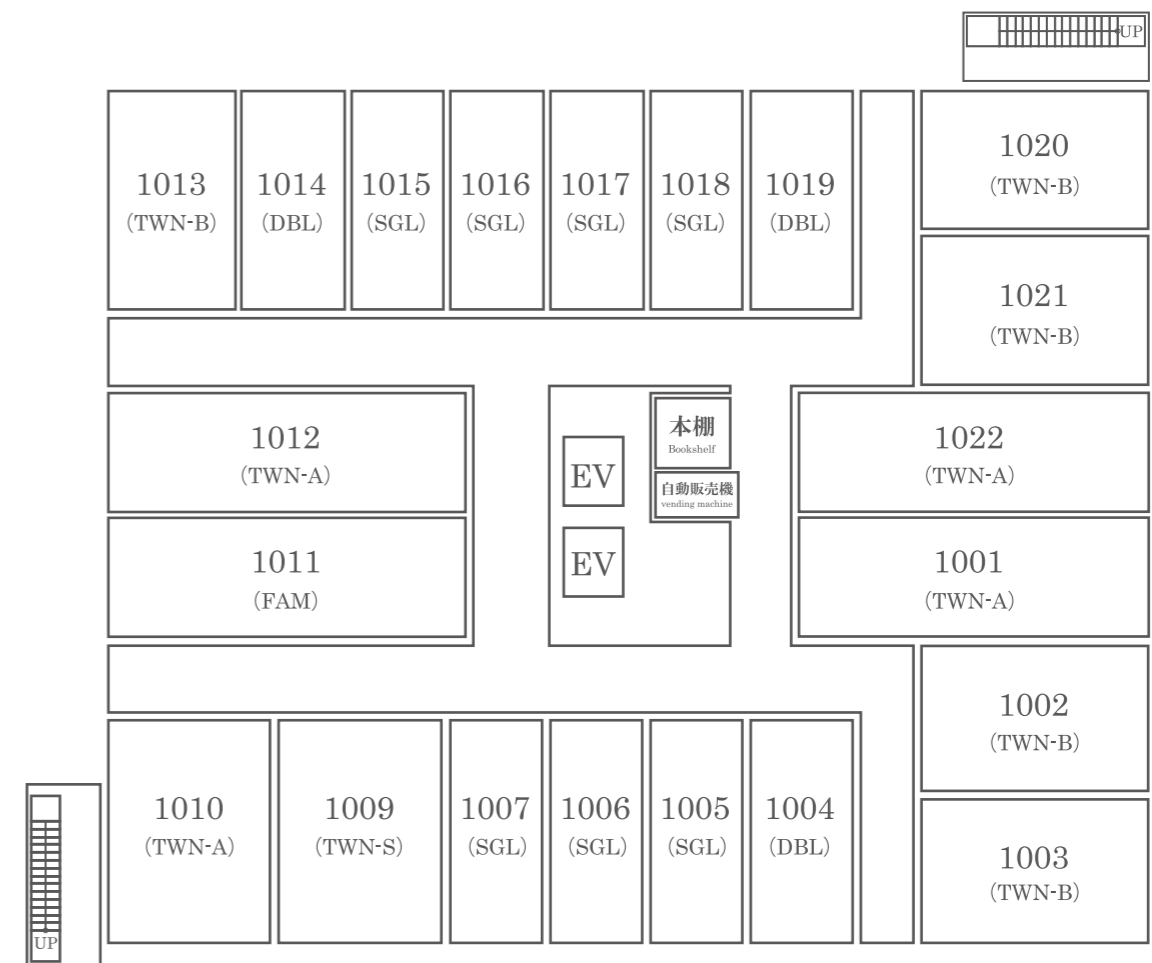 UP
1013
(TWN-B)
1014
(DBL)
1015
(SGL)
1016
(SGL)
1017
(SGL)
1018
(SGL)
1019
(DBL)
1020
(TWN-B)
1021
(TWN-B)
1012
(TWN-A)
本棚
Bookshelf
EV
自動販売機
vending machine
1022
(TWN-A)
1011
(FAM)
EV
1001
(TWN-A)
1002
(TWN-B)
1010
(TWN-A)
1009
(TWN-S)
1007
(SGL)
1006
(SGL)
1005
(SGL)
1004
(DBL)
1003
(TWN-B)
UP